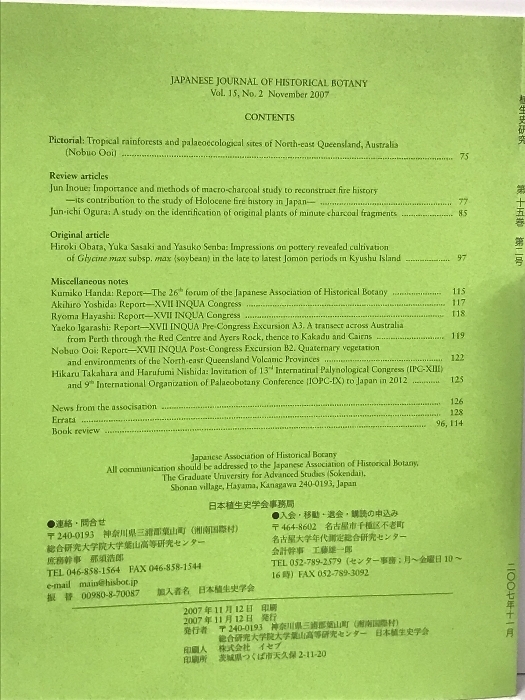 JAPANESE JOURNAL OF HISTORICAL BOTANY
Vol. 15, No. 2 November 2007
CONTENTS
Pictorial: Tropical rainforests and palaeoecological sites of North-east Queensland, Australia
(Nobuo Ooi) 75
Review articles
Jun Inoue: Importance and methods of macro-charcoal study to reconstruct fire history
—its contribution to the study of Holocene fire history in Japan— 77
Jun-ichi Ogura: A study on the identification of original plants of minute charcoal fragments 85
Original article
Hiroki Obata, Yuka Sasaki and Yasuko Senba: Impressions on pottery revealed cultivation
of Glycine max subsp. max (soybean) in the late to latest Jomon periods in Kyushu Island 97
Miscellaneous notes
Kumiko Handa: Report—The 26th forum of the Japanese Association of Historical Botany 115
Akihiro Yoshida: Report—XVII INQUA Congress 117
Ryoma Hayashi: Report—XVII INQUA Congress 118
Yaeko Igarashi: Report—XVII INQUA Pre-Congress Excursion A3. A transect across Australia
from Perth through the Red Centre and Ayers Rock, thence to Kakadu and Cairns 119
Nobuo Ooi: Report—XVII INQUA Post-Congress Excursion B2. Quaternary vegetation
and environments of the north-east Queensland Volcanic Provinces 122
Hikaru Takahara and Harufumi Nishida: Invitation of 13th Internatinal Palynological Congress (IPC-XIII)
and 9th International Organization of Palaeobotany Conference (IOPC-IX) to Japan in 2012 125
News from the association 126
Errata 128
Book review 96, 114
Japanese Association of Historical Botany
All communication should be addressed to the Japanese Association of Historical Botany,
The Graduate University for Advanced Studies (Sokendai),
Shonan village, Hayama, Kanagawa 240-0193, Japan
日本植生史学会事務局
●連絡・問合せ
〒240-0193 神奈川県三浦郡葉山町（湘南国際村）
総合研究大学院大学葉山高等研究センター
庶務幹事 那須浩郎
TEL 046-858-1564 FAX 046-858-1544
e-mail main@hisbot.jp
振 替 00980-8-70087 加入者名 日本植生史学会
●入会・移動・退会・購読の申込み
〒464-8602 名古屋市千種区不老町
名古屋大学年代測定総合研究センター
会計幹事 工藤雄一郎
TEL 052-789-2579（センター事務；月～金曜日 10～
16 時）FAX 052-789-3092
2007 年 11 月 12 日 印刷
2007 年 11 月 12 日 発行
発行者 〒240-0193 神奈川県三浦郡葉山町（湘南国際村）
総合研究大学院大学葉山高等研究センター 日本植生史学会
印刷人 株式会社 イセブ
印刷所 茨城県つくば市天久保 2-11-20
植生史研究
第十五巻 第二号
二〇〇七年十一月